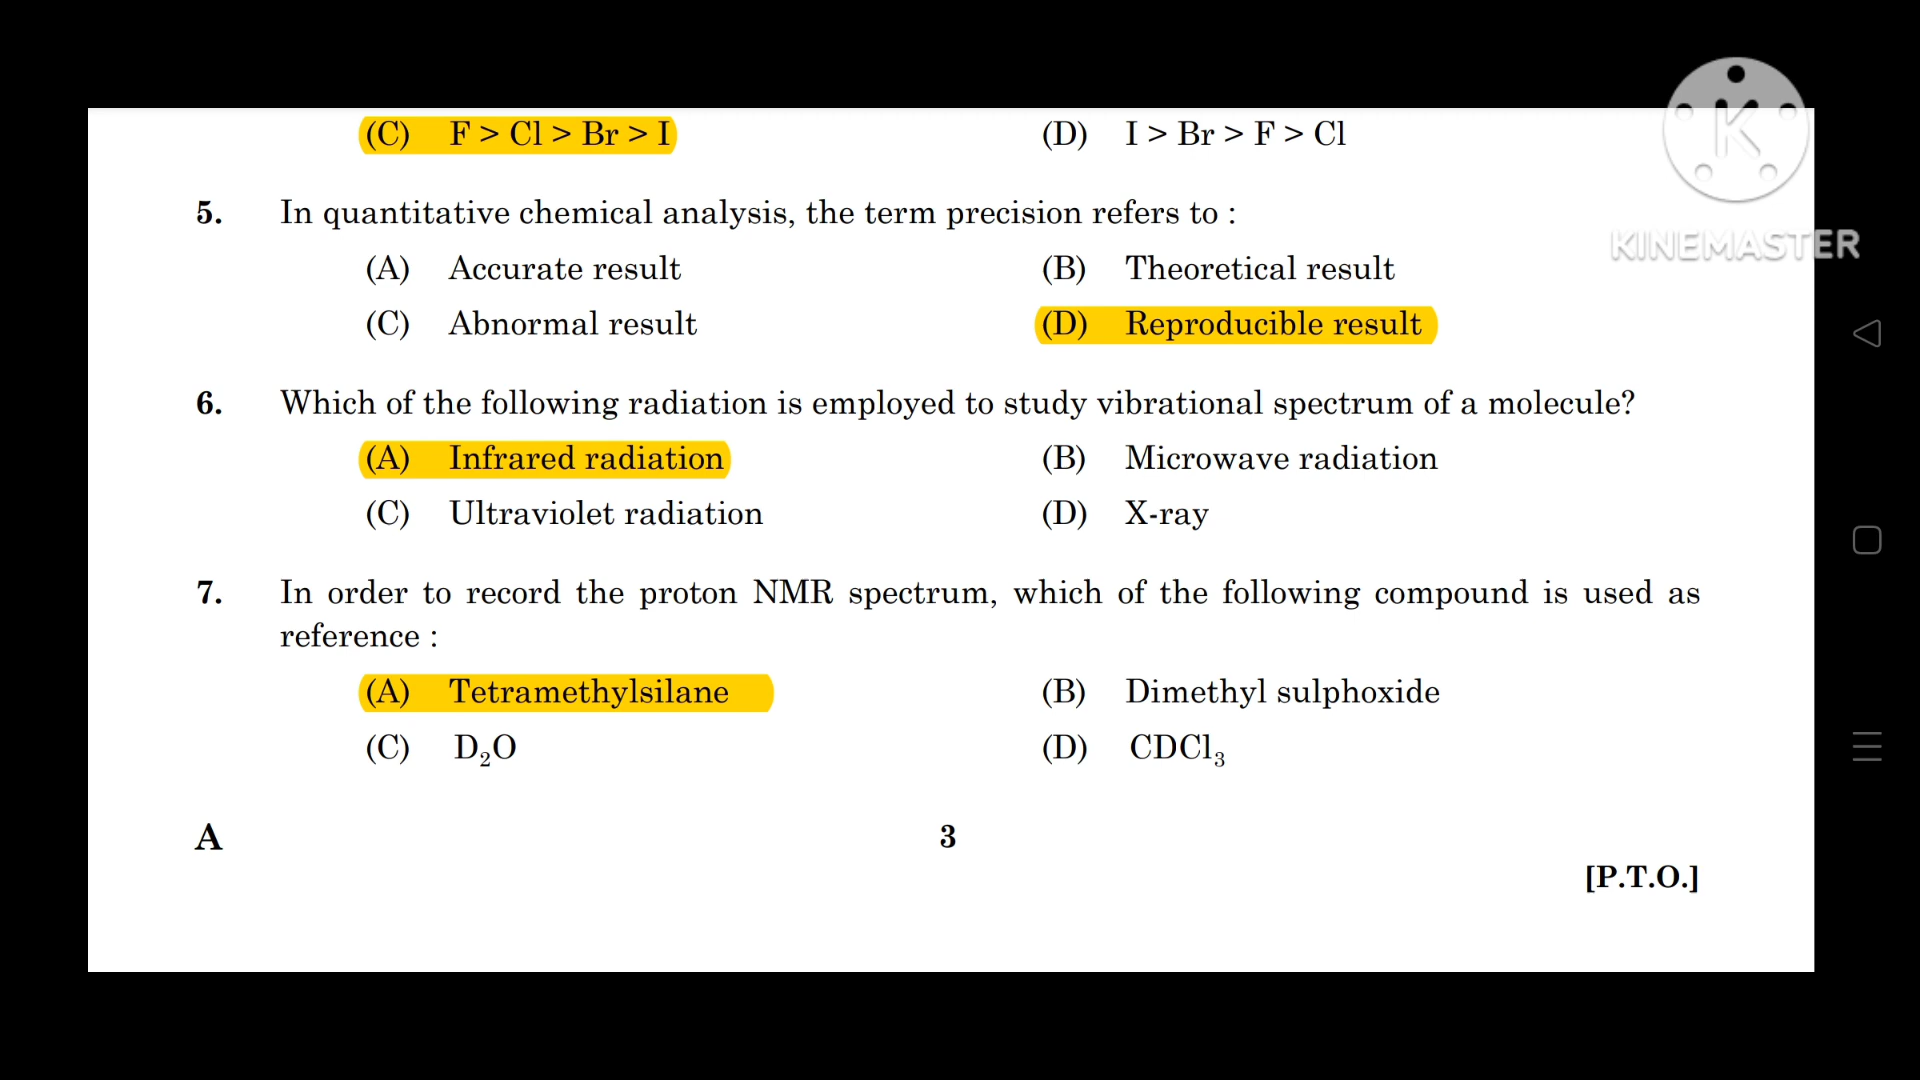 (C) F > Cl > Br > I (D) I > Br > F > Cl
5. In quantitative chemical analysis, the term precision refers to :
(A) Accurate result (B) Theoretical result
(C) Abnormal result (D) Reproducible result
6. Which of the following radiation is employed to study vibrational spectrum of a molecule?
(A) Infrared radiation (B) Microwave radiation
(C) Ultraviolet radiation (D) X-ray
7. In order to record the proton NMR spectrum, which of the following compound is used as
reference :
(A) Tetramethylsilane (B) Dimethyl sulphoxide
(C) D₂O (D) CDCl₃
A 3
[P.T.O.]
K
KINEMASTER